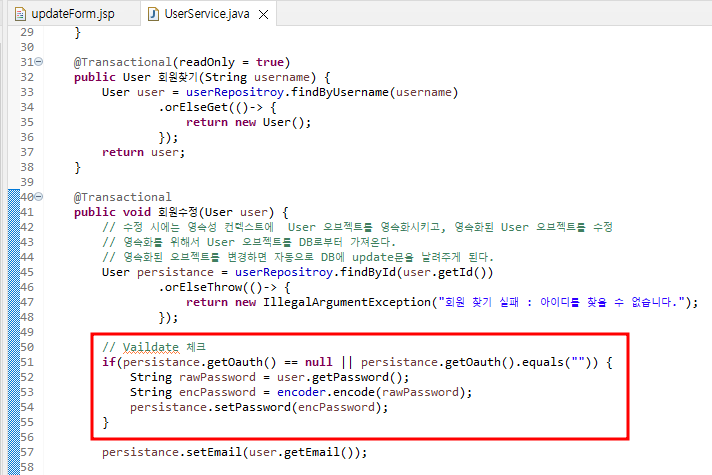 updateForm.jsp UserService.java
29 }
30
31 @Transactional(readOnly = true)
32 public User 회원찾기(String username) {
33 User user = userRepositroy.findByUsername(username)
34 .orElseGet(()-> {
35 return new User();
36 });
37 return user;
38 }
39
40 @Transactional
41 public void 회원수정(User user) {
42 // 수정 시에는 영속성 컨텍스트에 User 오브젝트를 영속화시키고, 영속화된 User 오브젝트를 수정
43 // 영속화를 위해서 User 오브젝트를 DB로부터 가져온다.
44 // 영속화된 오브젝트를 변경하면 자동으로 DB에 update문을 날려주게 된다.
45 User persistance = userRepositroy.findById(user.getId())
46 .orElseThrow(()-> {
47 return new IllegalArgumentException("회원 찾기 실패 : 아이디를 찾을 수 없습니다.");
48 });
49
50 // Vaildate 체크
51 if(persistance.getOauth() == null || persistance.getOauth().equals("")) {
52 String rawPassword = user.getPassword();
53 String encPassword = encoder.encode(rawPassword);
54 persistance.setPassword(encPassword);
55 }
56
57 persistance.setEmail(user.getEmail());
58